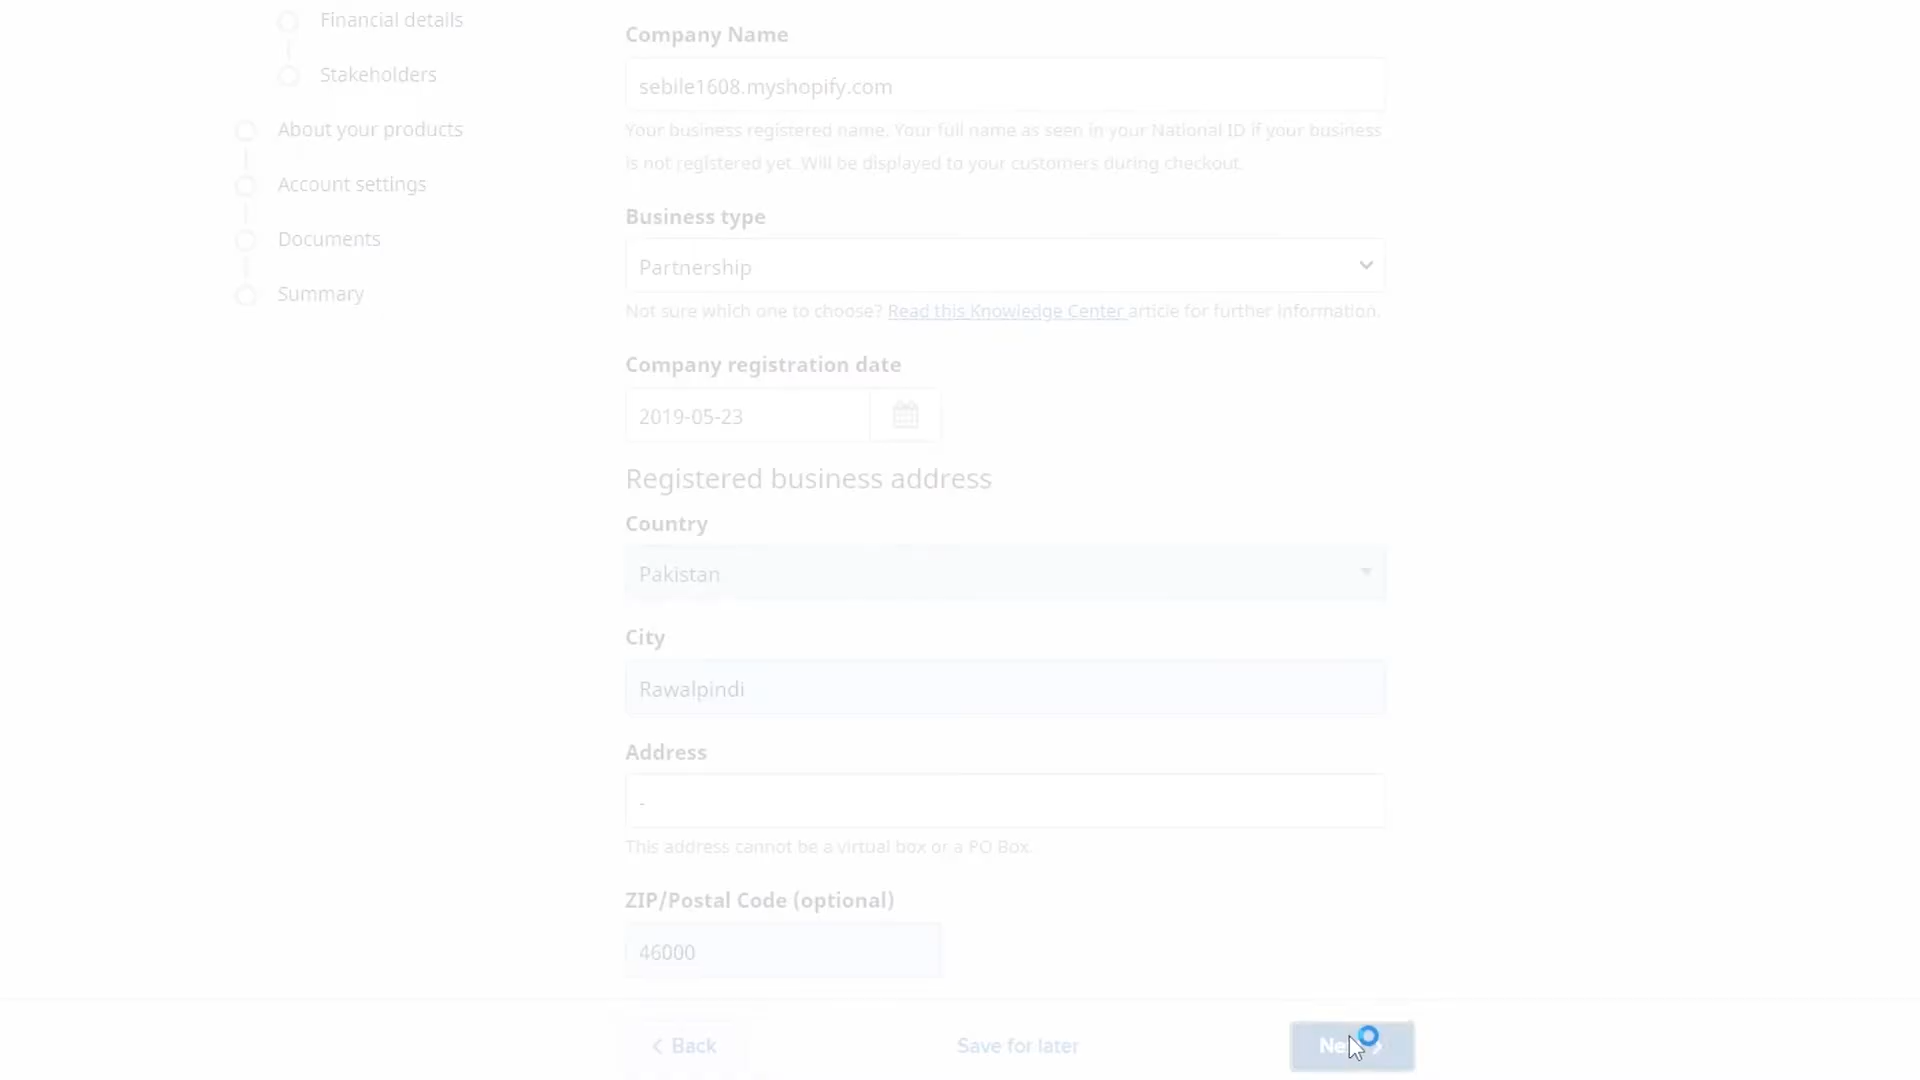 Financial details
Stakeholders
About your products
Account settings
Documents
Summary
Company Name
sebile1608.myshopify.com
Your business registered name. Your full name as seen in your National ID if your business
is not registered yet. Will be displayed to your customers during checkout.
Business type
Partnership
Not sure which one to choose? Read this Knowledge Center article for further information.
Company registration date
2019-05-23
Registered business address
Country
Pakistan
City
Rawalpindi
Address
-
This address cannot be a virtual box or a PO Box.
ZIP/Postal Code (optional)
46000
Back
Save for later